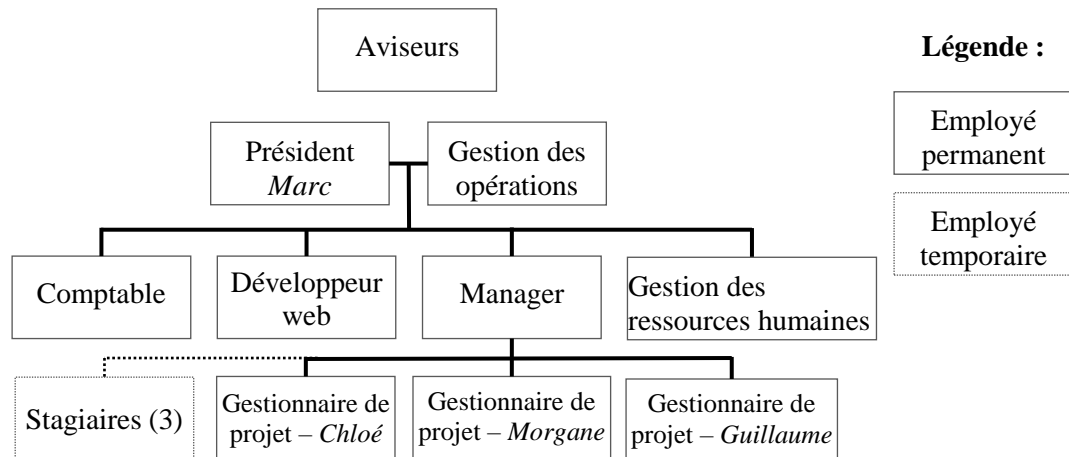 Aviseurs
Légende :
Employé
permanent
Président
Marc
Gestion des
opérations
Employé
temporaire
Comptable
Développeur
web
Manager
Gestion des
ressources humaines
Stagiaires (3)
Gestionnaire de
projet – Chloé
Gestionnaire de
projet – Morgane
Gestionnaire de
projet – Guillaume